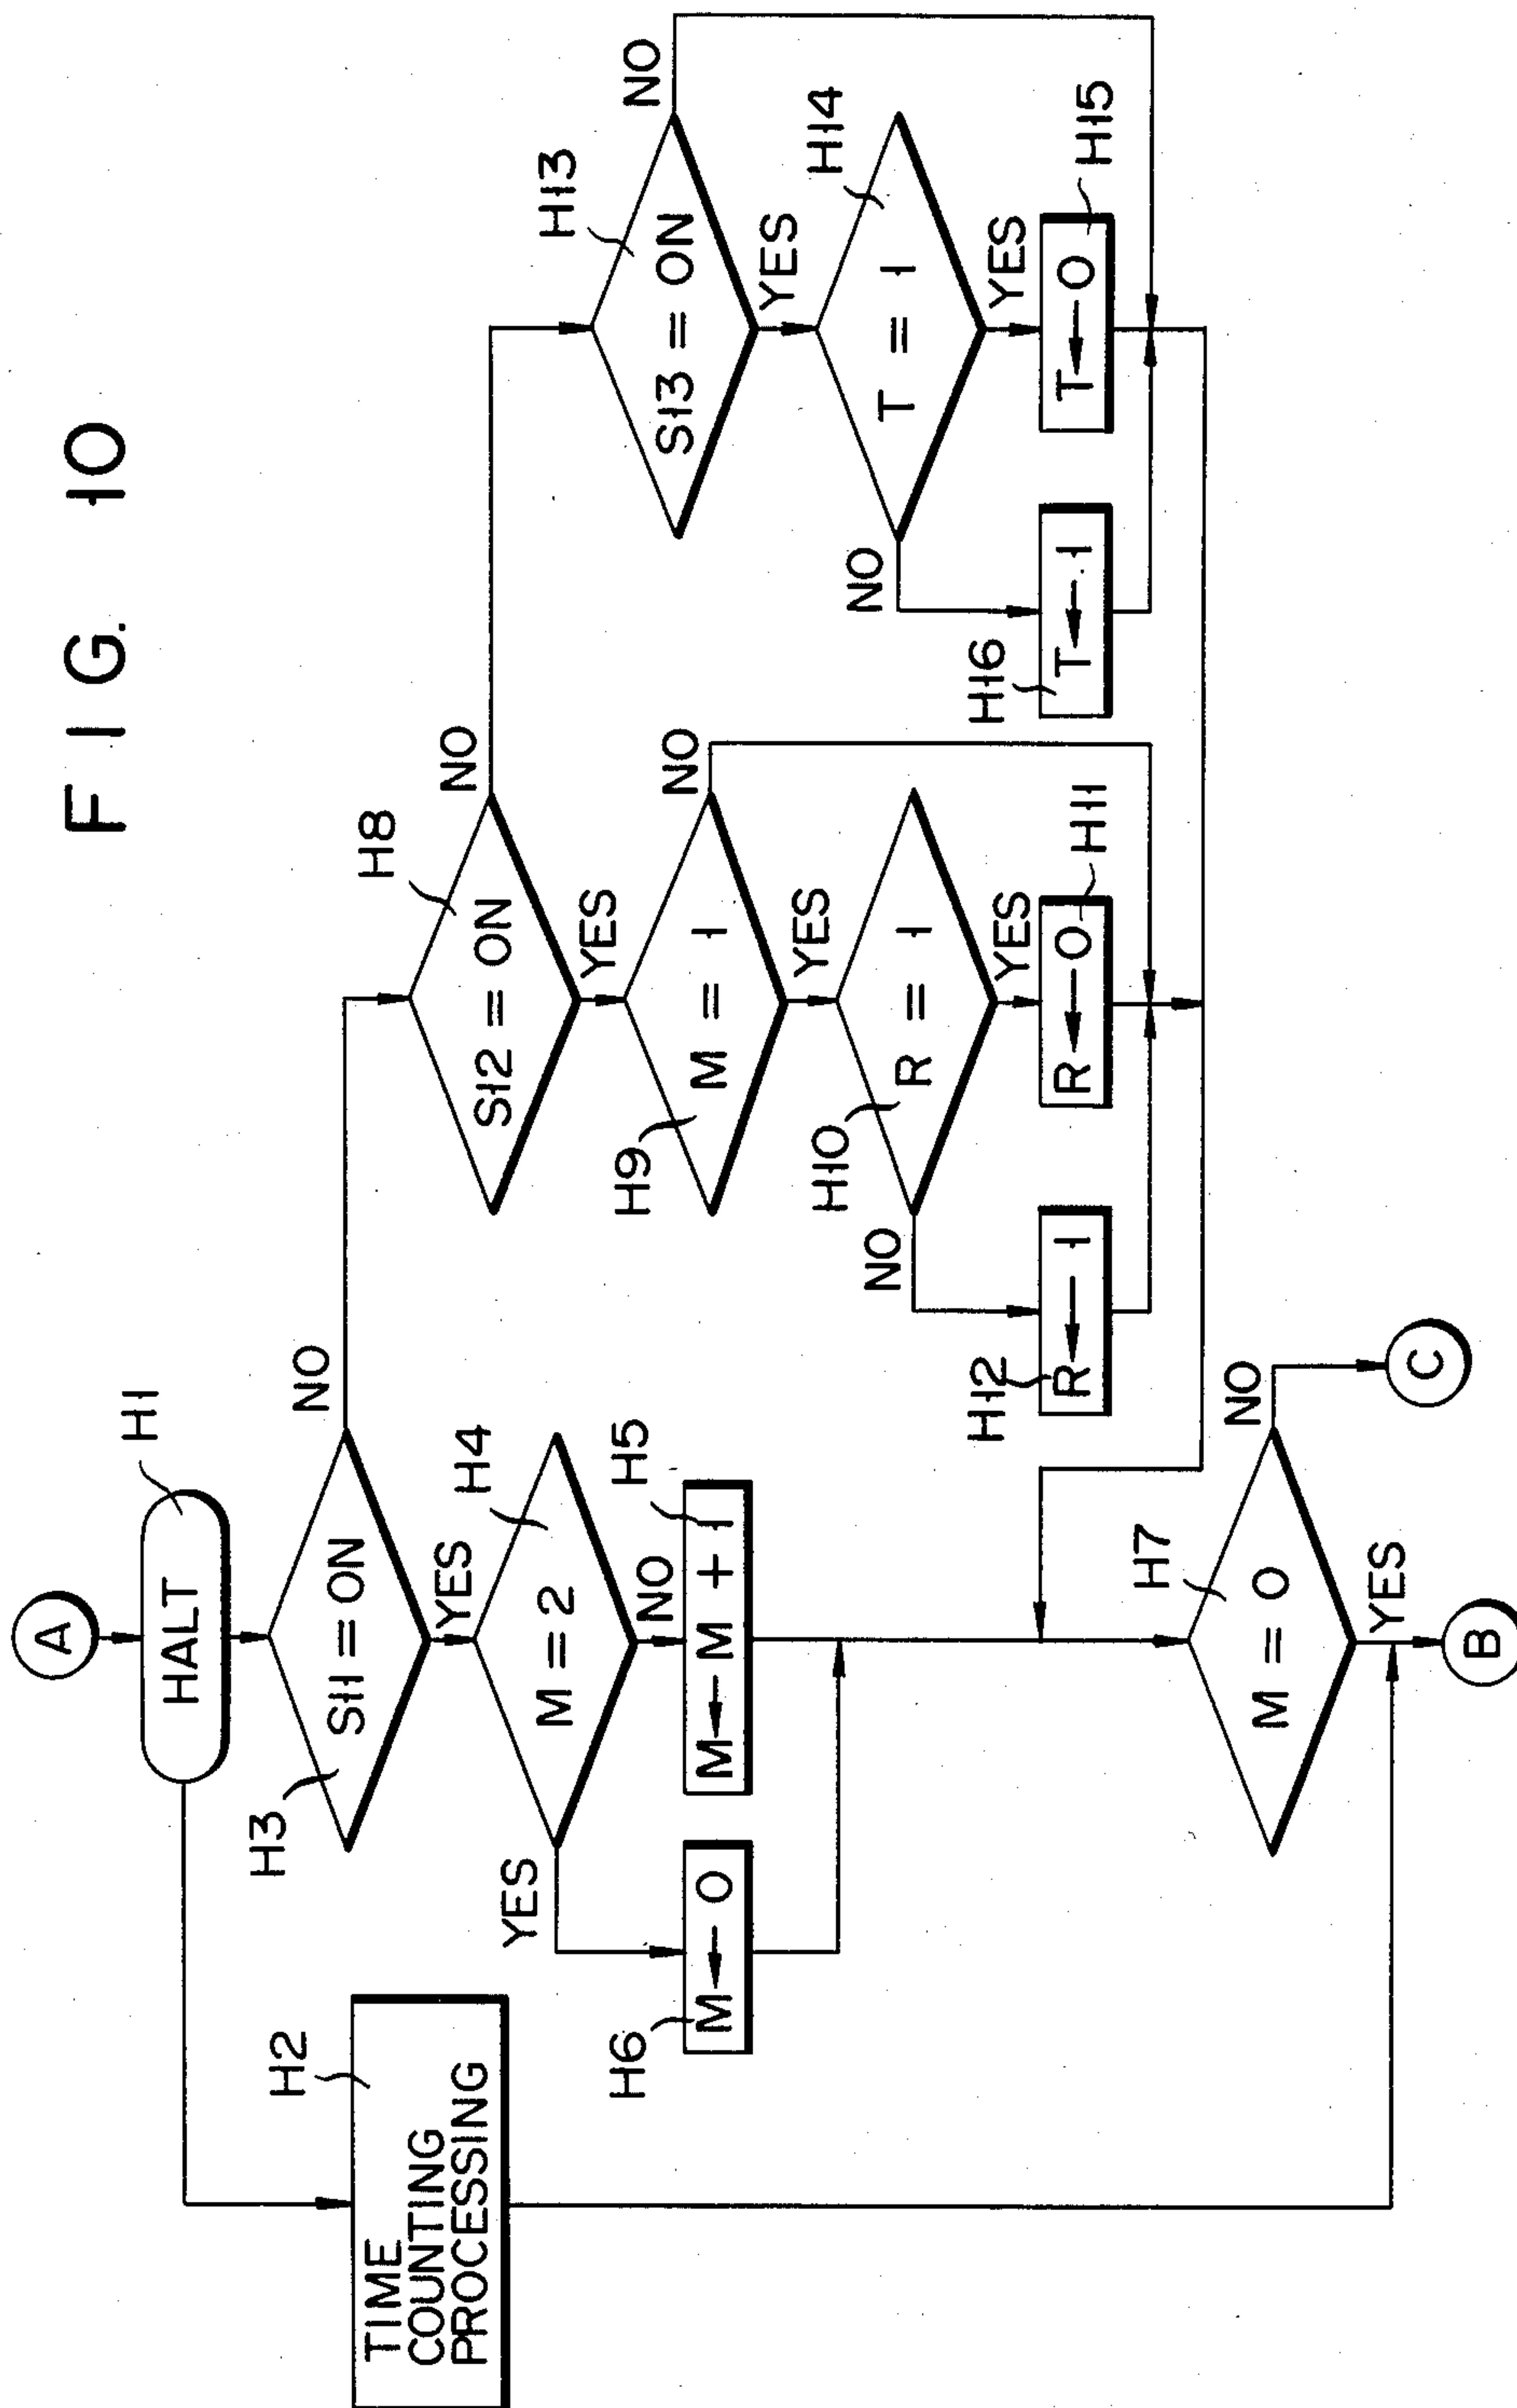 FIG. 10
A
HALT
H1
TIME
COUNTING
PROCESSING
H2
S11 = ON
H3
YES
NO
M = 2
H4
YES
NO
M ← M + 1
H5
M ← 0
H6
S12 = ON
H8
YES
NO
M = 1
H9
YES
NO
R = 1
H10
YES
NO
R ← 0
H11
R ← 1
H12
S13 = ON
H13
YES
NO
T = 1
H14
YES
NO
T ← 0
H15
T ← 1
H16
M = 0
H7
YES
NO
B
C